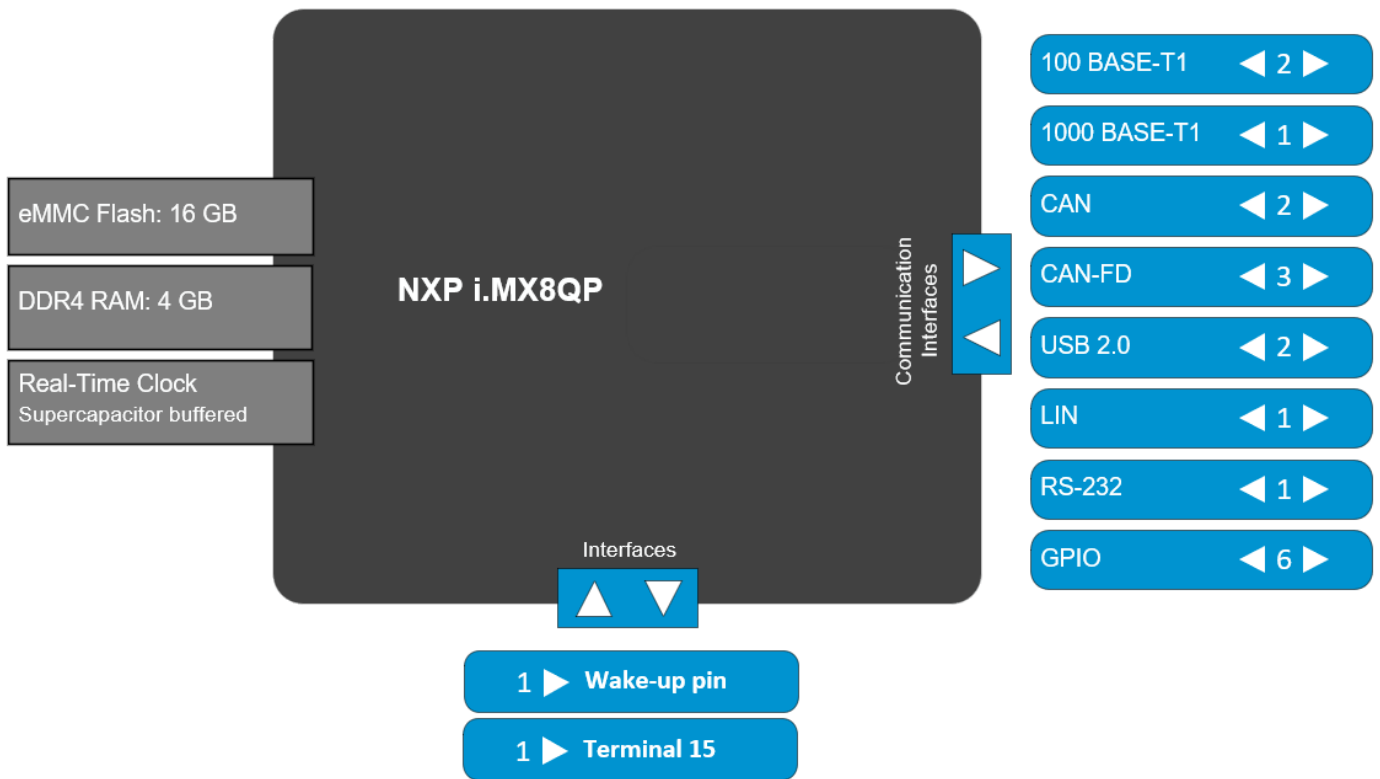 eMMC Flash: 16 GB
DDR4 RAM: 4 GB
Real-Time Clock
Supercapacitor buffered
NXP i.MX8QP
Communication
Interfaces
100 BASE-T1 2
1000 BASE-T1 1
CAN 2
CAN-FD 3
USB 2.0 2
LIN 1
RS-232 1
GPIO 6
Interfaces
1 Wake-up pin
1 Terminal 15